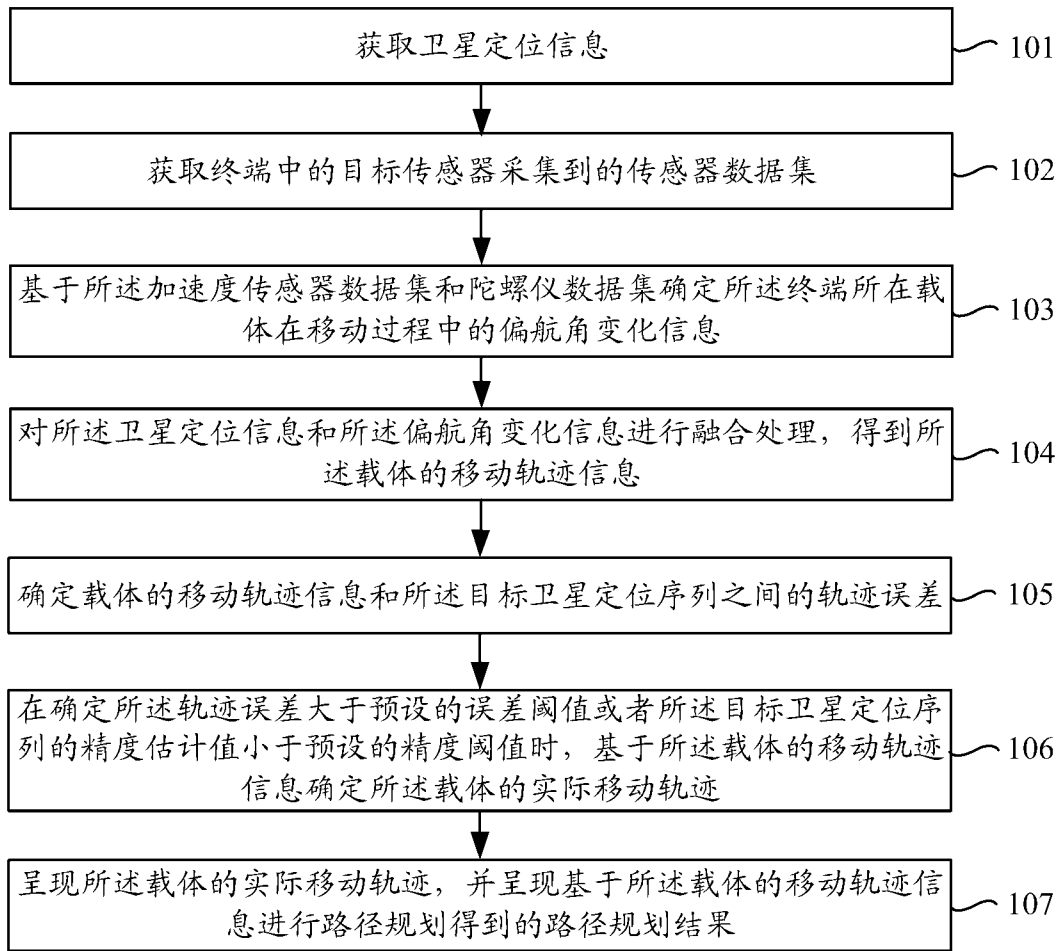 获取卫星定位信息
101
获取终端中的目标传感器采集到的传感器数据集
102
基于所述加速度传感器数据集和陀螺仪数据集确定所述终端所在载
体在移动过程中的偏航角变化信息
103
对所述卫星定位信息和所述偏航角变化信息进行融合处理，得到所
述载体的移动轨迹信息
104
确定载体的移动轨迹信息和所述目标卫星定位序列之间的轨迹误差
105
在确定所述轨迹误差大于预设的误差阈值或者所述目标卫星定位序
列的精度估计值小于预设的精度阈值时，基于所述载体的移动轨迹
信息确定所述载体的实际移动轨迹
106
呈现所述载体的实际移动轨迹，并呈现基于所述载体的移动轨迹信
息进行路径规划得到的路径规划结果
107